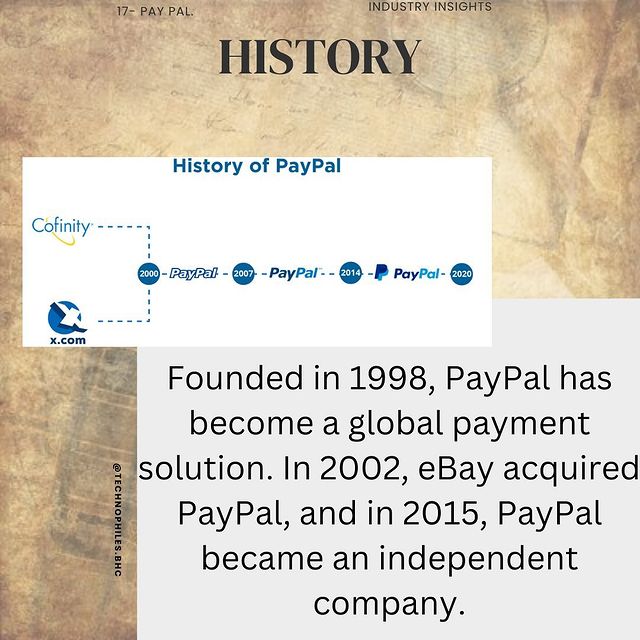 17- PAY PAL.
INDUSTRY INSIGHTS
HISTORY
History of PayPal
Cofinity
2000 PayPal 2007 PayPal 2014 PayPal 2020
x.com
Founded in 1998, PayPal has
become a global payment
solution. In 2002, eBay acquired
PayPal, and in 2015, PayPal
became an independent
company.
@TECHNOPHILES.BHC